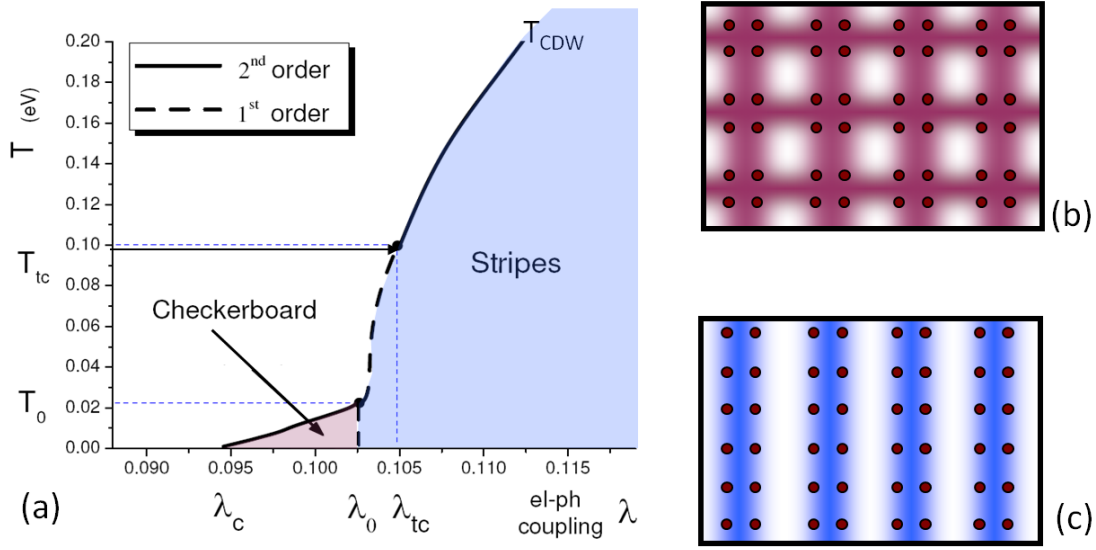 T_CDW
0.20
2nd order
0.18
1st order
T (eV)
0.16
0.14
0.12
0.10
T_tc
Stripes
0.08
Checkerboard
0.06
0.04
T_0
0.02
0.00
0.090
0.095
0.100
0.105
0.110
0.115
(a)
λ_c
λ_0
λ_tc
el-ph
coupling
λ
(b)
(c)